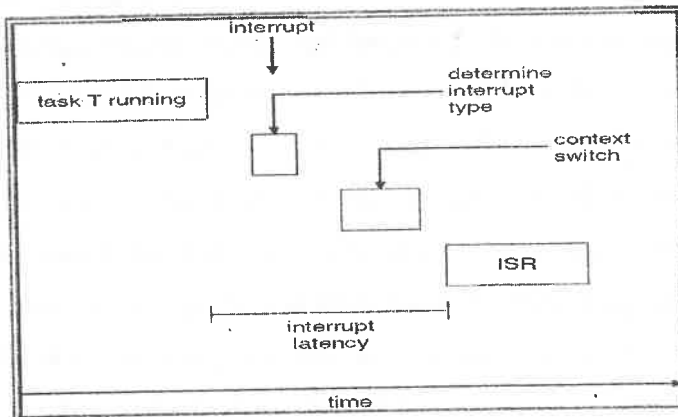 interrupt
task T running
determine
interrupt
type
context
switch
ISR
interrupt
latency
time